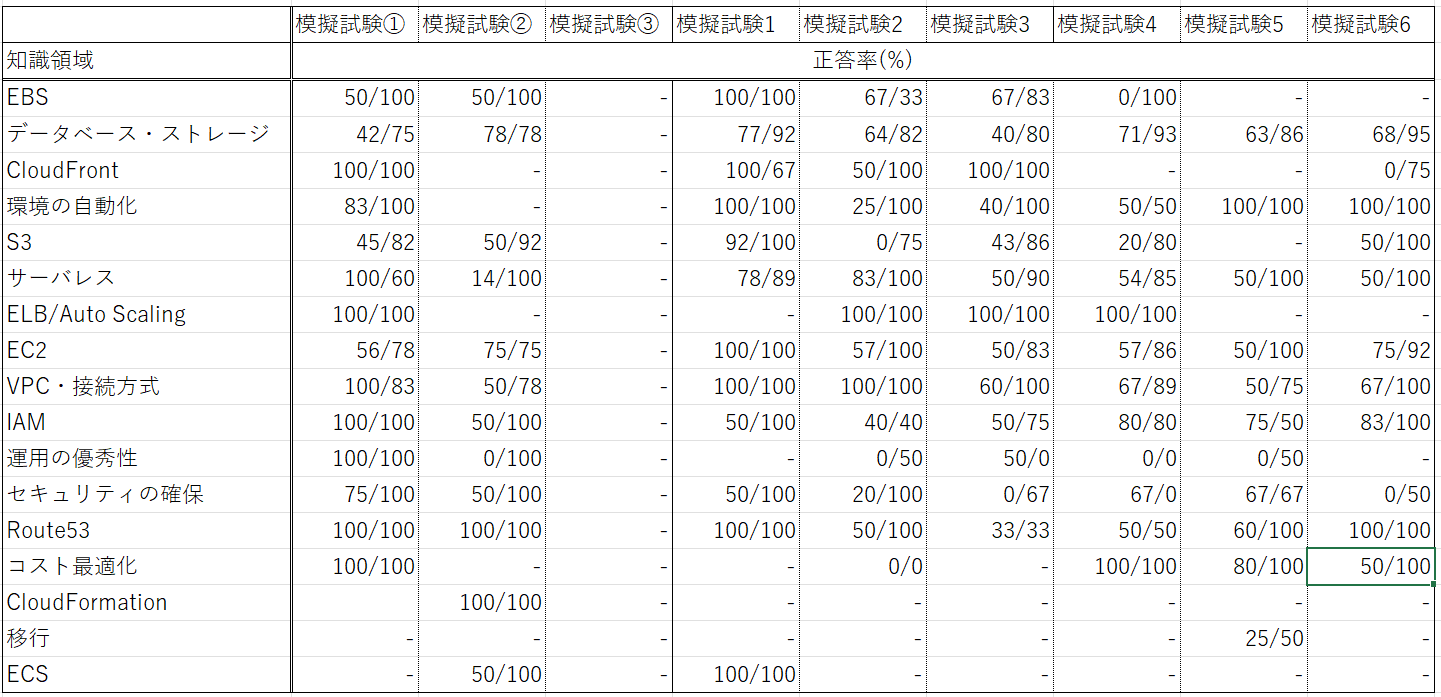 模擬試験① 模擬試験② 模擬試験③ 模擬試験1 模擬試験2 模擬試験3 模擬試験4 模擬試験5 模擬試験6
知識領域 正答率(%)
EBS 50/100 50/100 - 100/100 67/33 67/83 0/100 - -
データベース・ストレージ 42/75 78/78 - 77/92 64/82 40/80 71/93 63/86 68/95
CloudFront 100/100 - - 100/67 50/100 100/100 - - 0/75
環境の自動化 83/100 - - 100/100 25/100 40/100 50/50 100/100 100/100
S3 45/82 50/92 - 92/100 0/75 43/86 20/80 - 50/100
サーバレス 100/60 14/100 - 78/89 83/100 50/90 54/85 50/100 50/100
ELB/Auto Scaling 100/100 - - - 100/100 100/100 100/100 - -
EC2 56/78 75/75 - 100/100 57/100 50/83 57/86 50/100 75/92
VPC・接続方式 100/83 50/78 - 100/100 100/100 60/100 67/89 50/75 67/100
IAM 100/100 50/100 - 50/100 40/40 50/75 80/80 75/50 83/100
運用の優秀性 100/100 0/100 - - 0/50 50/0 0/0 0/50 -
セキュリティの確保 75/100 50/100 - 50/100 20/100 0/67 67/0 67/67 0/50
Route53 100/100 100/100 - 100/100 50/100 33/33 50/50 60/100 100/100
コスト最適化 100/100 - - - 0/0 - 100/100 80/100 50/100
CloudFormation 100/100 - - - - - - -
移行 - - - - - - - 25/50 -
ECS - 50/100 - 100/100 - - - - -